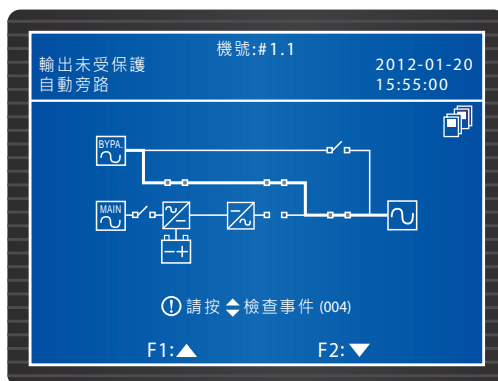 機號:#1.1
輸出未受保護
自動旁路
2012-01-20
15:55:00
BYPA.
MAIN
請按 檢查事件 (004)
F1:
F2: